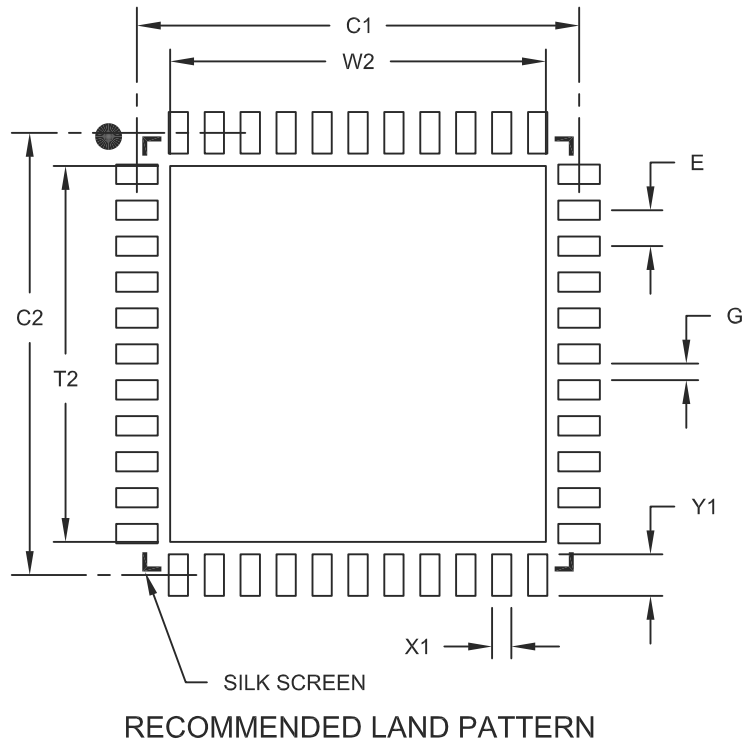 C1
W2
E
C2
G
T2
Y1
X1
SILK SCREEN
RECOMMENDED LAND PATTERN